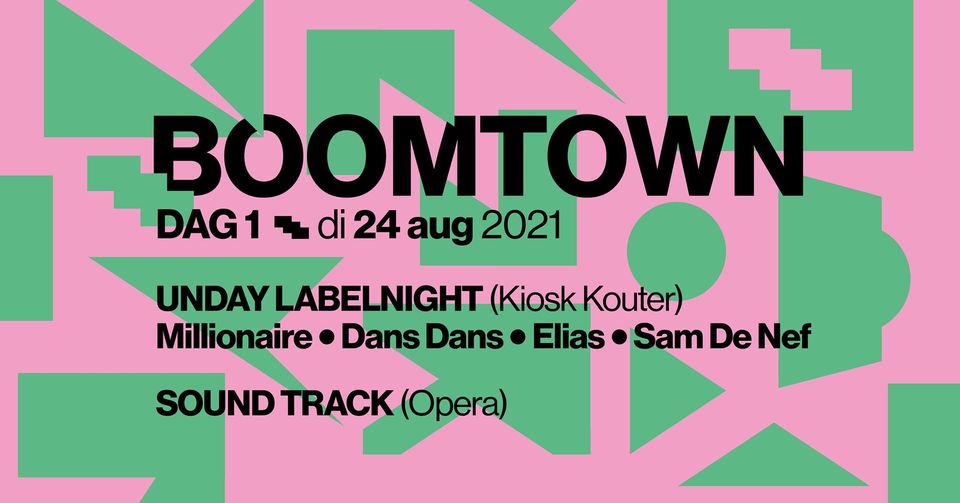 BOOMTOWN
DAG 1 di 24 aug 2021
UNDAY LABELNIGHT (Kiosk Kouter)
Millionaire • Dans Dans • Elias • Sam De Nef
SOUND TRACK (Opera)